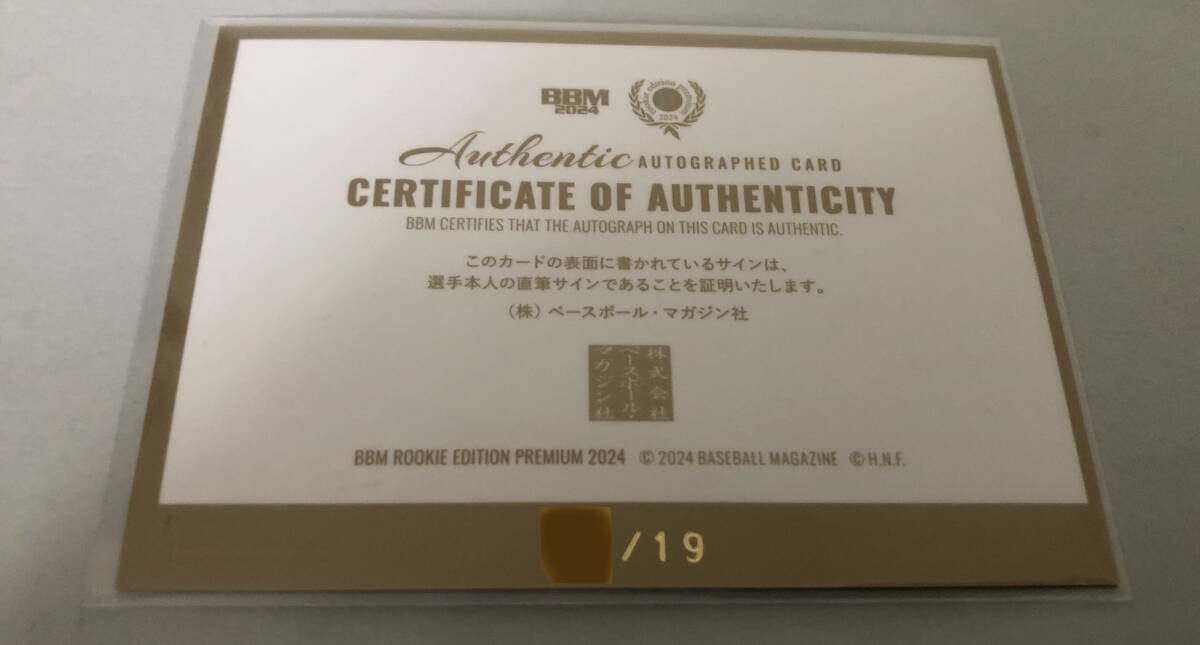 BBM
2024
rookie edition premium
2024
Authentic AUTOGRAPHED CARD
CERTIFICATE OF AUTHENTICITY
BBM CERTIFIES THAT THE AUTOGRAPH ON THIS CARD IS AUTHENTIC.
このカードの表面に書かれているサインは、
選手本人の直筆サインであることを証明いたします。
(株)ベースボール・マガジン社
株式会社
ベースボール・
マガジン社
BBM ROOKIE EDITION PREMIUM 2024 © 2024 BASEBALL MAGAZINE © H.N.F.
/19